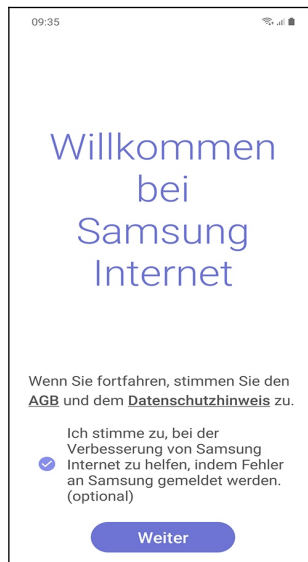 09:35
Willkommen
bei
Samsung
Internet
Wenn Sie fortfahren, stimmen Sie den
AGB und dem Datenschutzhinweis zu.
Ich stimme zu, bei der
Verbesserung von Samsung
Internet zu helfen, indem Fehler
an Samsung gemeldet werden.
(optional)
Weiter